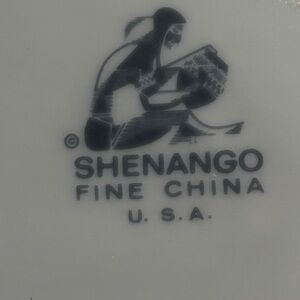 ©
SHENANGO
FINE CHINA
U. S. A.